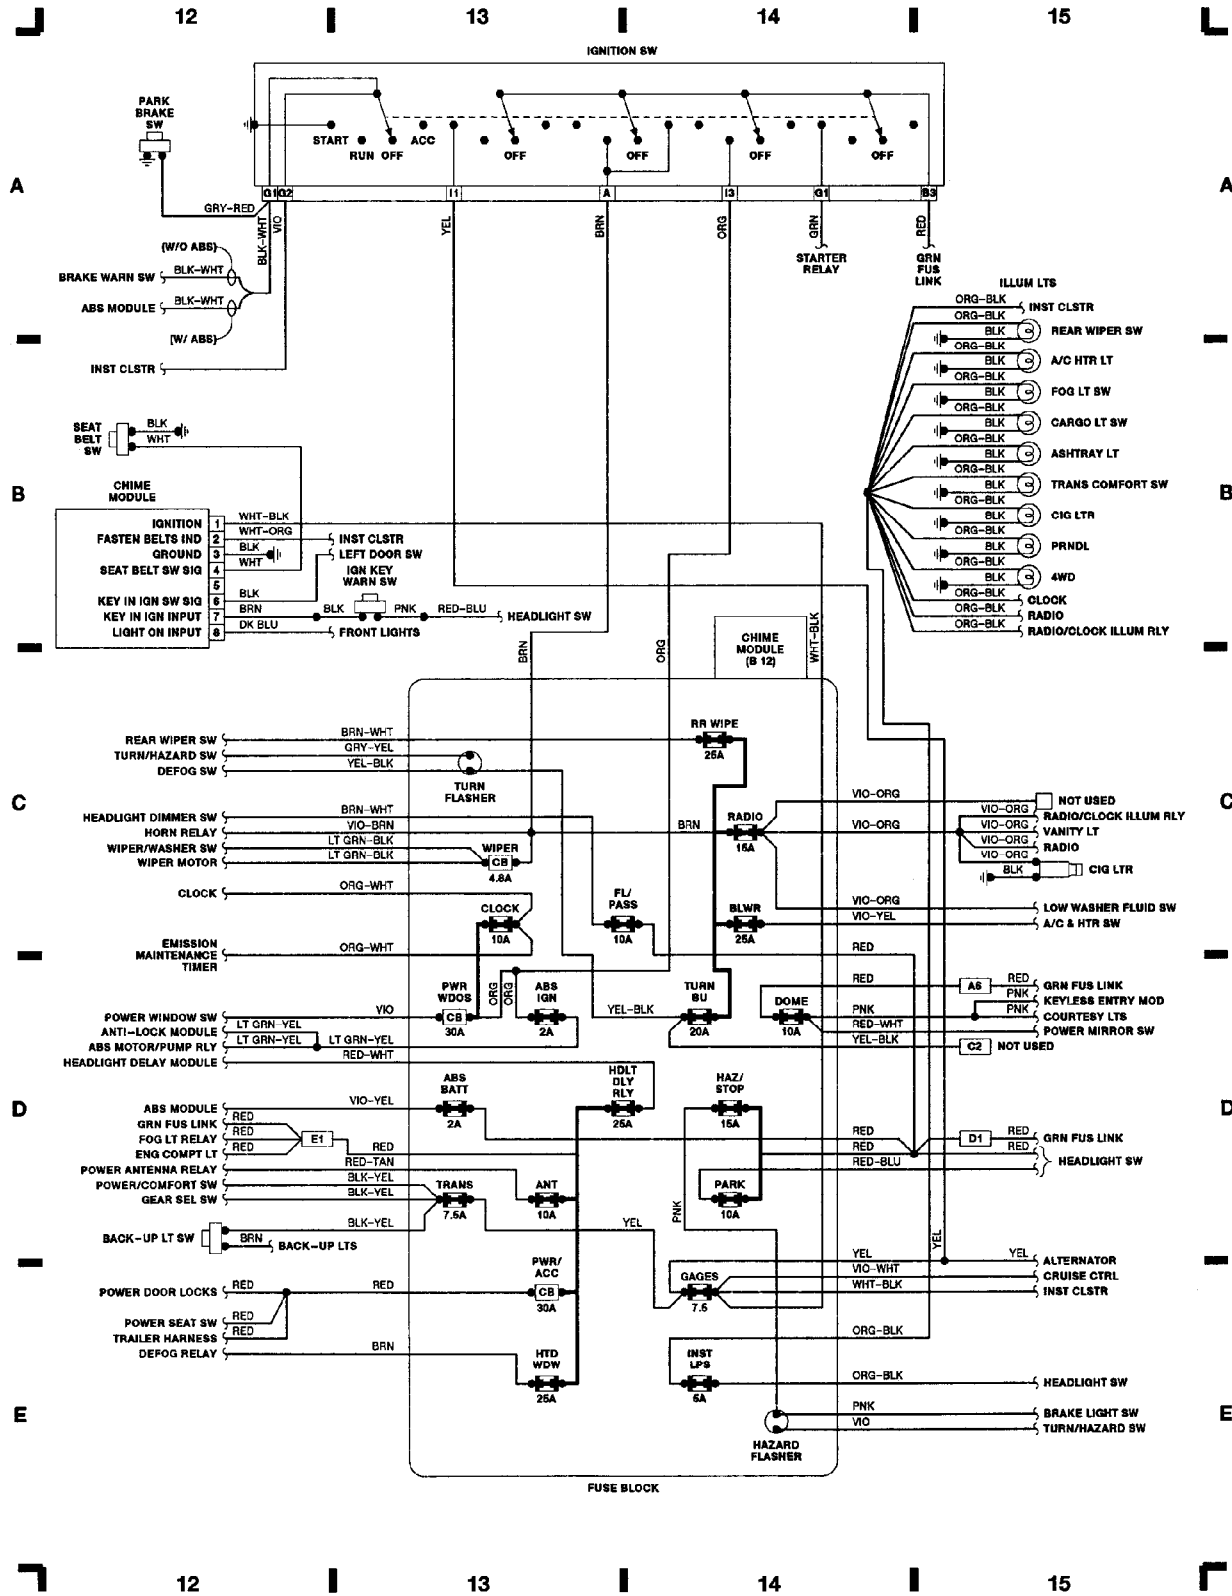 12 13 14 15
IGNITION SW
PARK
BRAKE
SW
START RUN OFF ACC OFF OFF OFF OFF
A A
G1 G2 I1 A I3 G1 B3
GRY-RED
BLK-WHT VIO YEL BRN ORG GRN RED
STARTER
RELAY
GRN
FUS
LINK
(W/O ABS)
BRAKE WARN SW BLK-WHT
ABS MODULE BLK-WHT
(W/ ABS)
INST CLSTR
ILLUM LTS
ORG-BLK INST CLSTR
ORG-BLK
BLK REAR WIPER SW
ORG-BLK
BLK A/C HTR LT
ORG-BLK
BLK FOG LT SW
ORG-BLK
BLK CARGO LT SW
ORG-BLK
BLK ASHTRAY LT
ORG-BLK
BLK TRANS COMFORT SW
ORG-BLK
BLK CIG LTR
ORG-BLK
BLK PRNDL
ORG-BLK
BLK 4WD
ORG-BLK CLOCK
ORG-BLK RADIO
ORG-BLK RADIO/CLOCK ILLUM RLY
SEAT
BELT
SW
BLK
WHT
B B
CHIME
MODULE
IGNITION 1 WHT-BLK
FASTEN BELTS IND 2 WHT-ORG INST CLSTR
GROUND 3 BLK LEFT DOOR SW
SEAT BELT SW SIG 4 WHT
5
KEY IN IGN SW SIG 6 BLK
KEY IN IGN INPUT 7 BRN BLK PNK RED-BLU HEADLIGHT SW
LIGHT ON INPUT 8 DK BLU FRONT LIGHTS
IGN KEY
WARN SW
BRN ORG WHT-BLK
CHIME
MODULE
(B 12)
REAR WIPER SW BRN-WHT
TURN/HAZARD SW GRY-YEL
DEFOG SW YEL-BLK
TURN
FLASHER
RR WIPE
25A
C C
HEADLIGHT DIMMER SW BRN-WHT
HORN RELAY VIO-BRN
WIPER/WASHER SW LT GRN-BLK
WIPER MOTOR LT GRN-BLK
WIPER
CB
4.8A
BRN RADIO
15A
VIO-ORG NOT USED
VIO-ORG RADIO/CLOCK ILLUM RLY
VIO-ORG VIO-ORG VANITY LT
VIO-ORG RADIO
VIO-ORG
BLK CIG LTR
CLOCK ORG-WHT
CLOCK
10A
FL/
PASS
10A
BLWR
25A
VIO-ORG LOW WASHER FLUID SW
VIO-YEL A/C & HTR SW
EMISSION
MAINTENANCE
TIMER
ORG-WHT
RED
RED A6 RED GRN FUS LINK
PNK KEYLESS ENTRY MOD
PNK PNK COURTESY LTS
RED-WHT POWER MIRROR SW
YEL-BLK C2 NOT USED
PWR
WDOS
CB
30A
ORG ORG
ABS
IGN
2A
YEL-BLK
TURN
BU
20A
DOME
10A
POWER WINDOW SW VIO
ANTI-LOCK MODULE LT GRN-YEL
ABS MOTOR/PUMP RLY LT GRN-YEL LT GRN-YEL
HEADLIGHT DELAY MODULE RED-WHT
D D
ABS
BATT
2A
HDLT
DLY
RLY
25A
HAZ/
STOP
15A
ABS MODULE VIO-YEL
GRN FUS LINK RED
FOG LT RELAY RED E1
ENG COMPT LT RED RED
POWER ANTENNA RELAY RED-TAN
POWER/COMFORT SW BLK-YEL
GEAR SEL SW BLK-YEL
TRANS
7.5A
ANT
10A
PARK
10A
PNK
RED D1 RED GRN FUS LINK
RED RED
RED-BLU HEADLIGHT SW
BACK-UP LT SW BLK-YEL
BRN BACK-UP LTS
YEL
YEL
YEL YEL ALTERNATOR
VIO-WHT CRUISE CTRL
WHT-BLK INST CLSTR
PWR/
ACC
CB
30A
GAGES
7.5
POWER DOOR LOCKS RED RED
POWER SEAT SW RED
TRAILER HARNESS RED
DEFOG RELAY BRN
HTD
WDW
25A
INST
LPS
5A
ORG-BLK
ORG-BLK HEADLIGHT SW
E E
PNK BRAKE LIGHT SW
VIO TURN/HAZARD SW
HAZARD
FLASHER
FUSE BLOCK
12 13 14 15